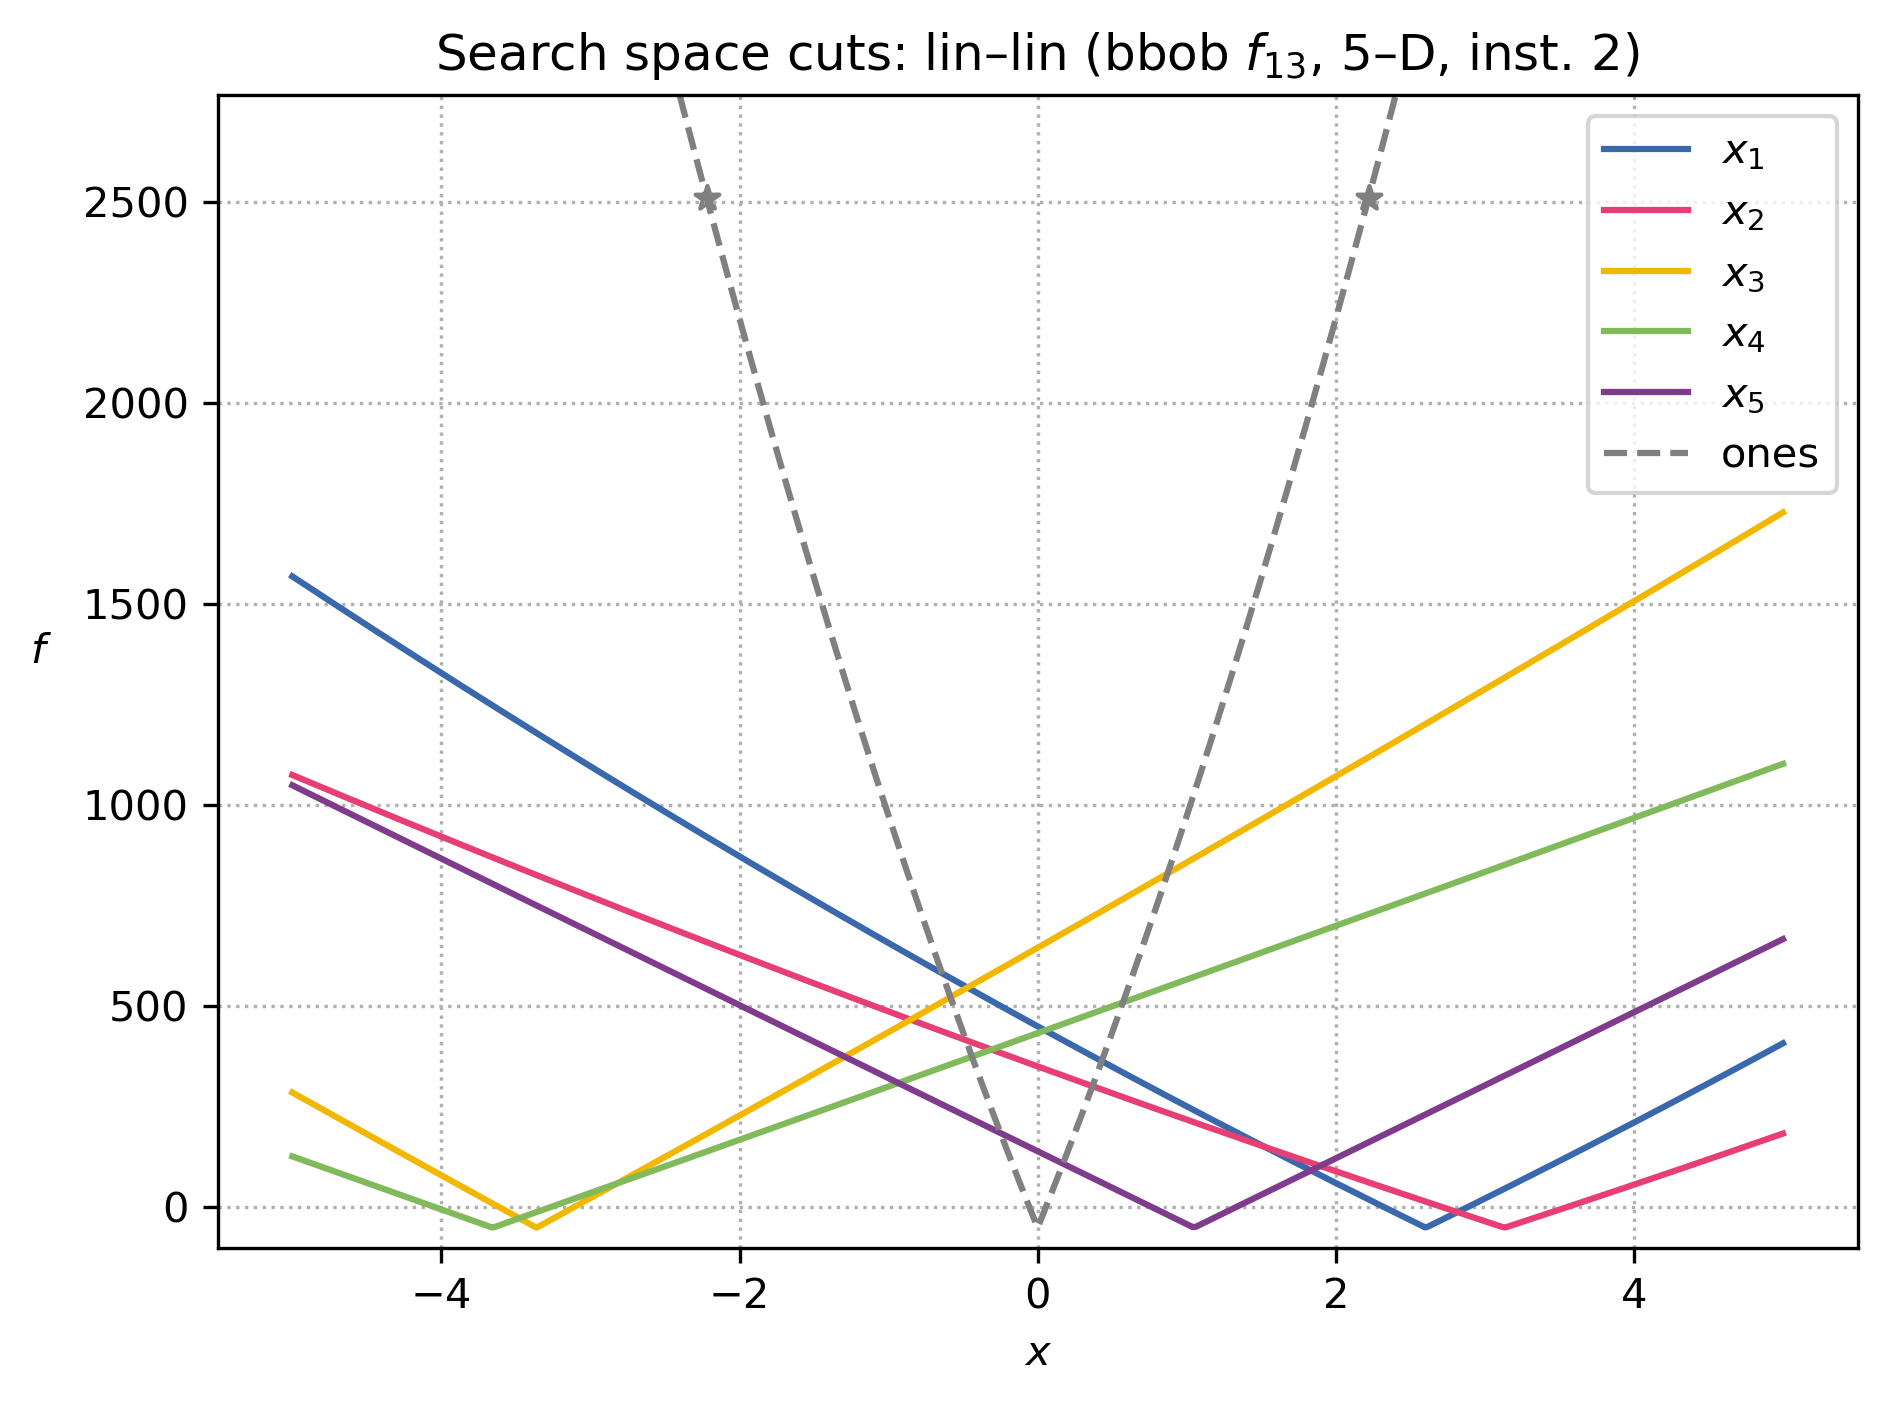 Search space cuts: lin–lin (bbob f₁₃, 5–D, inst. 2)
2500
2000
1500
1000
500
0
f
−4
−2
0
2
4
x
x₁
x₂
x₃
x₄
x₅
ones